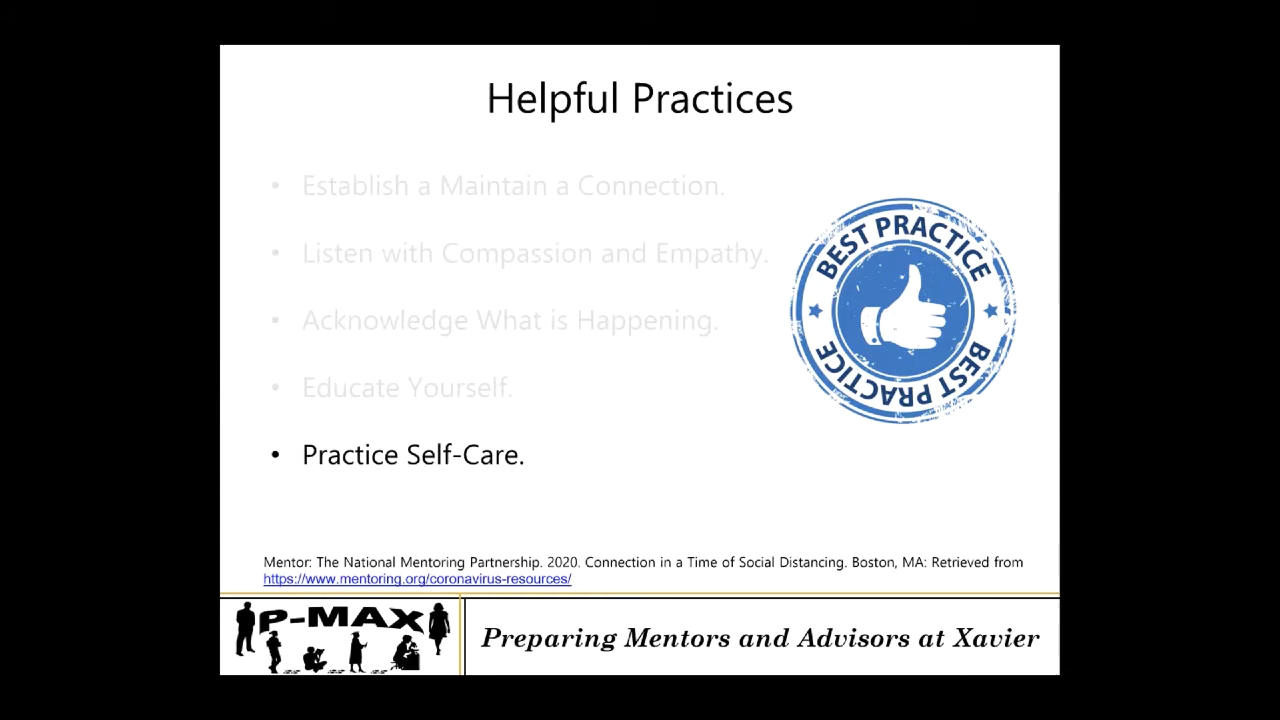 Helpful Practices
• Establish a Maintain a Connection.
• Listen with Compassion and Empathy.
• Acknowledge What is Happening.
• Educate Yourself.
• Practice Self-Care.
BEST PRACTICE
BEST PRACTICE
Mentor: The National Mentoring Partnership. 2020. Connection in a Time of Social Distancing. Boston, MA: Retrieved from
https://www.mentoring.org/coronavirus-resources/
P-MAX
Preparing Mentors and Advisors at Xavier